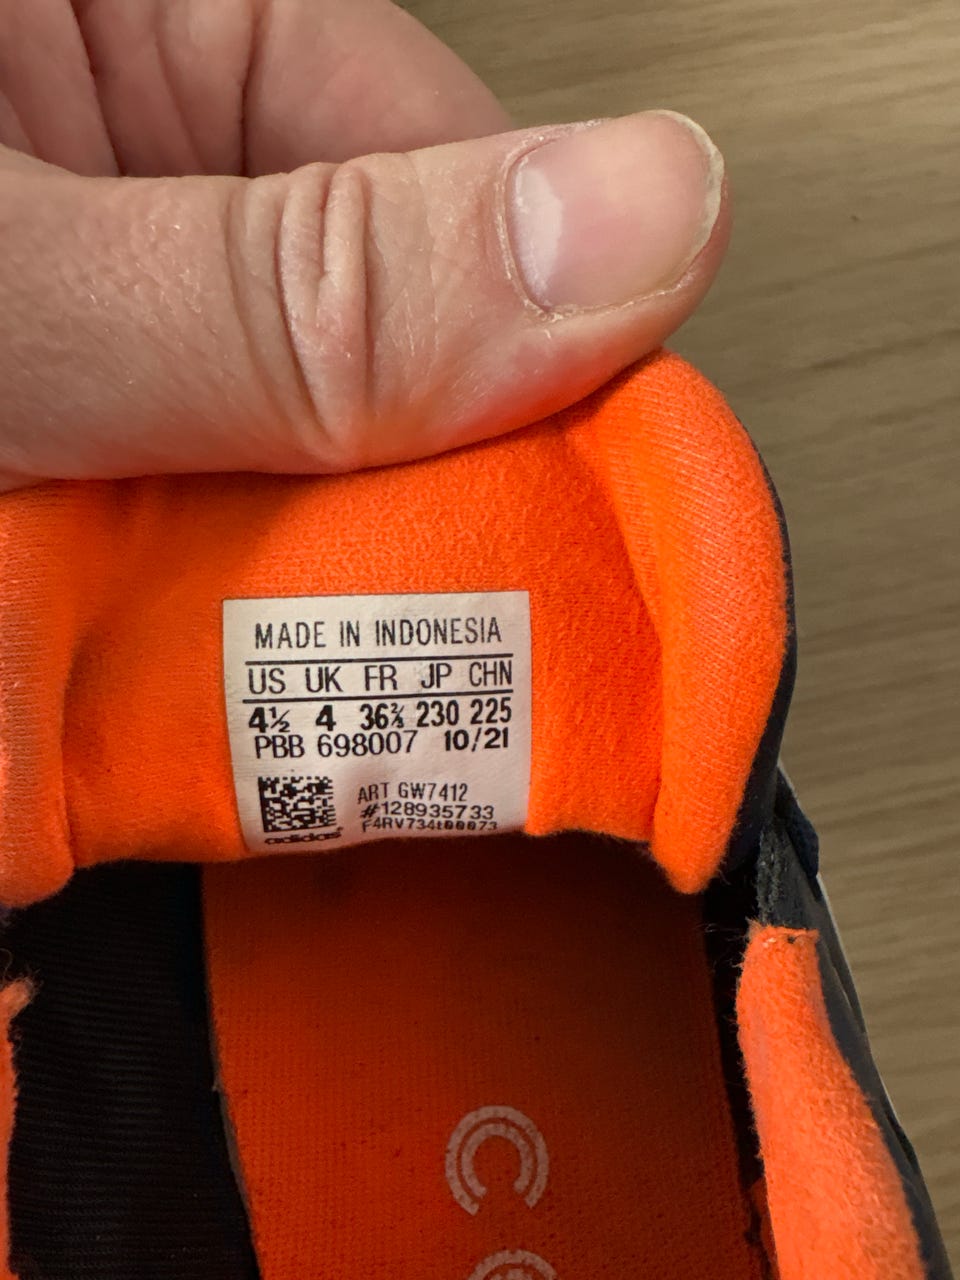 MADE IN INDONESIA
US UK FR JP CHN
4½ 4 36⅔ 230 225
PBB 698007 10/21
ART GW7412
#128935733
adidas